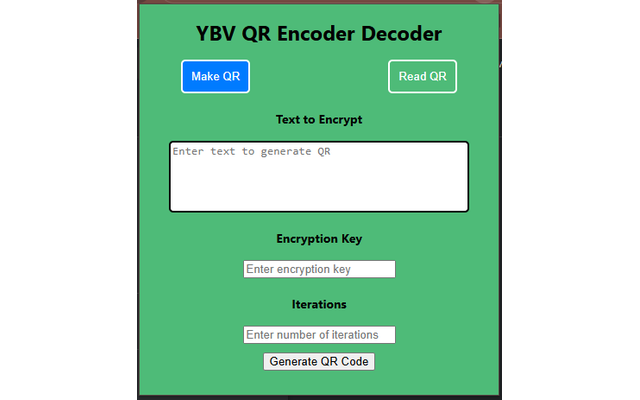 YBV QR Encoder Decoder
Make QR
Read QR
Text to Encrypt
Enter text to generate QR
Encryption Key
Enter encryption key
Iterations
Enter number of iterations
Generate QR Code